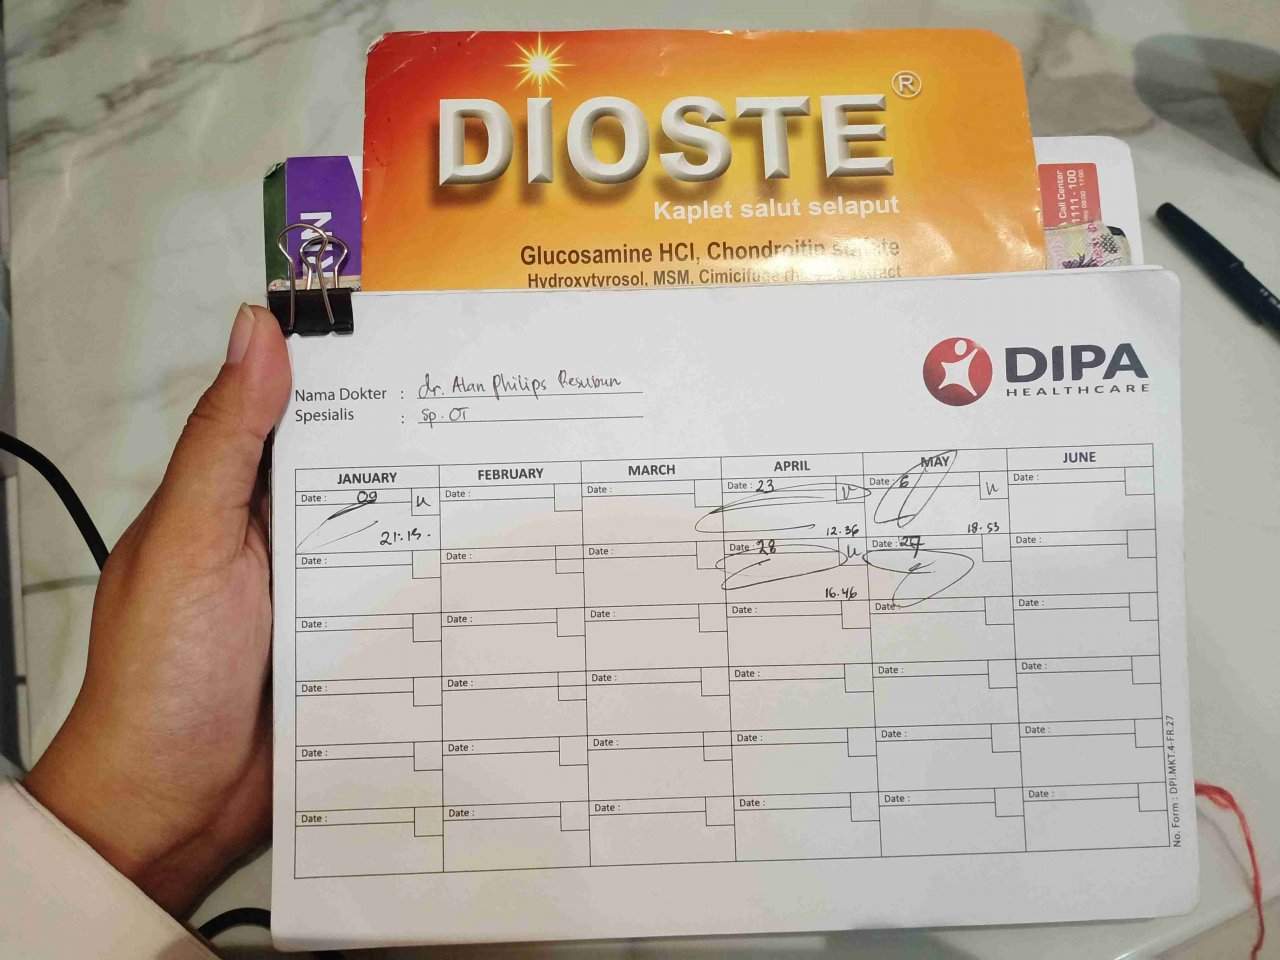 DIOSTE®
Kaplet salut selaput
Glucosamine HCl, Chondroitin
Hydroxytyrosol, MSM, Cimicifuga
Call Center
1111 - 100
DIPA
HEALTHCARE
Nama Dokter : dr. Alan Philips Resubun
Spesialis : Sp. OT
JANUARY FEBRUARY MARCH APRIL MAY JUNE
Date : 09 Date : Date : Date : 23 Date : 6 Date :
21.15. 12.36 18.53
Date : Date : Date : Date : 28 Date : 27 Date :
16.46
Date : Date : Date : Date : Date : Date :
Date : Date : Date : Date : Date : Date :
Date : Date : Date : Date : Date : Date :
Date : Date : Date : Date : Date : Date :
No. Form : DPI.MKT.4-FR.27